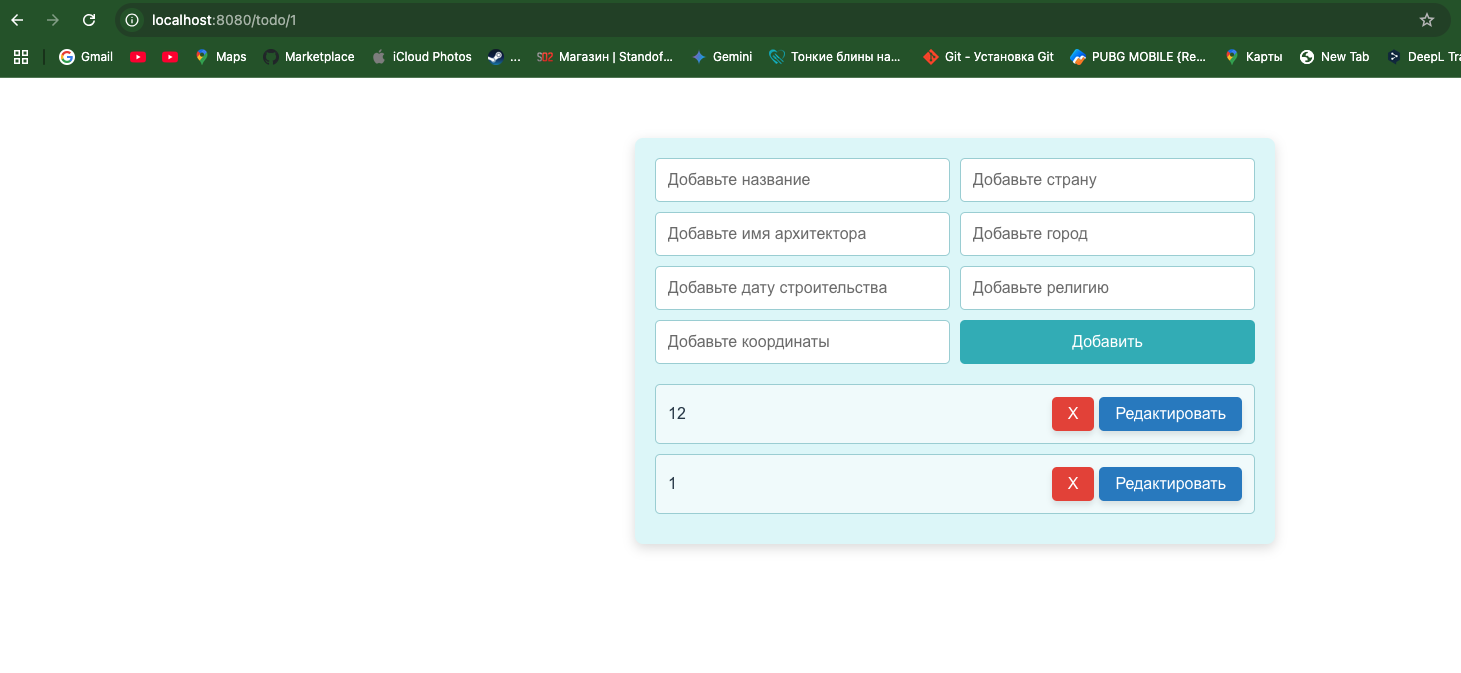 localhost:8080/todo/1
Gmail Maps Marketplace iCloud Photos ... S02 Магазин | Standof... Gemini Тонкие блины на... Git - Установка Git PUBG MOBILE {Re... Карты New Tab DeepL Tra
Добавьте название Добавьте страну
Добавьте имя архитектора Добавьте город
Добавьте дату строительства Добавьте религию
Добавьте координаты Добавить
12 X Редактировать
1 X Редактировать